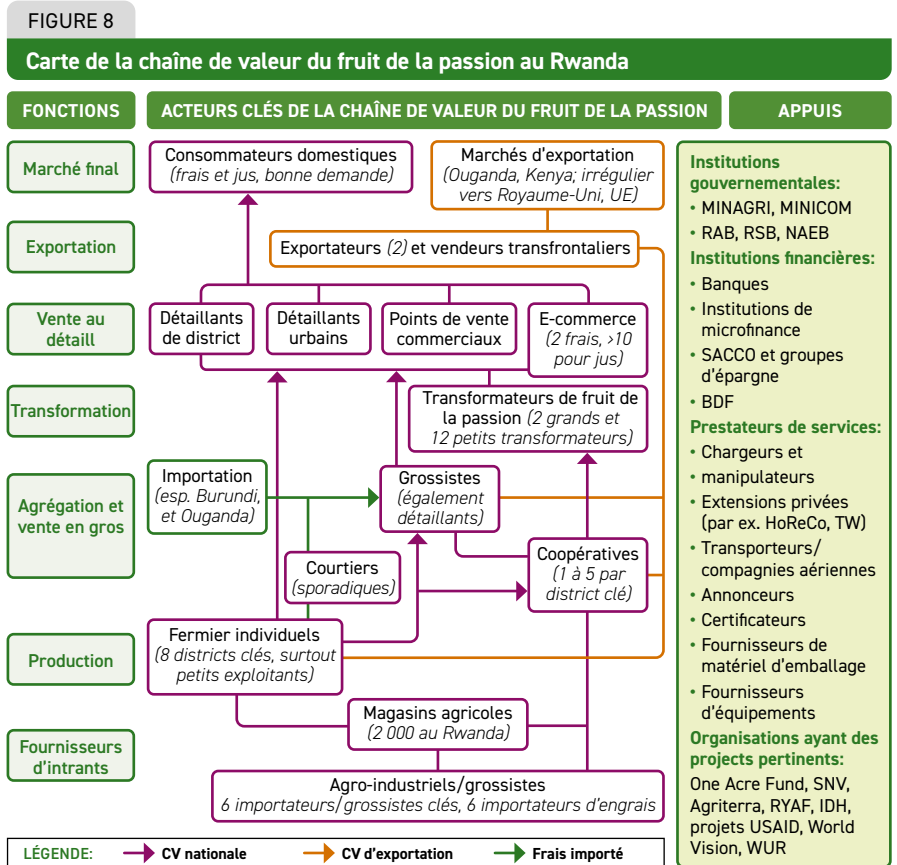 FIGURE 8
Carte de la chaîne de valeur du fruit de la passion au Rwanda
FONCTIONS
ACTEURS CLÉS DE LA CHAÎNE DE VALEUR DU FRUIT DE LA PASSION
APPUIS
Marché final
Consommateurs domestiques
(frais et jus, bonne demande)
Marchés d'exportation
(Ouganda, Kenya; irrégulier
vers Royaume-Uni, UE)
Exportation
Exportateurs (2) et vendeurs transfrontaliers
Vente au
détaill
Détaillants
de district
Détaillants
urbains
Points de vente
commerciaux
E-commerce
(2 frais, >10
pour jus)
Transformation
Transformateurs de fruit de
la passion (2 grands et
12 petits transformateurs)
Agrégation et
vente en gros
Importation
(esp. Burundi,
et Ouganda)
Grossistes
(également
détaillants)
Courtiers
(sporadiques)
Coopératives
(1 à 5 par
district clé)
Production
Fermier individuels
(8 districts clés, surtout
petits exploitants)
Fournisseurs
d'intrants
Magasins agricoles
(2 000 au Rwanda)
Agro-industriels/grossistes
6 importateurs/grossistes clés, 6 importateurs d'engrais
LÉGENDE:
CV nationale
CV d'exportation
Frais importé
Institutions
gouvernementales:
• MINAGRI, MINICOM
• RAB, RSB, NAEB
Institutions financières:
• Banques
• Institutions de
microfinance
• SACCO et groupes
d'épargne
• BDF
Prestateurs de services:
• Chargeurs et
• manipulateurs
• Extensions privées
(par ex. HoReCo, TW)
• Transporteurs/
compagnies aériennes
• Annonceurs
• Certificateurs
• Fournisseurs de
matériel d'emballage
• Fournisseurs
d'équipements
Organisations ayant des
projects pertinents:
One Acre Fund, SNV,
Agriterra, RYAF, IDH,
projets USAID, World
Vision, WUR